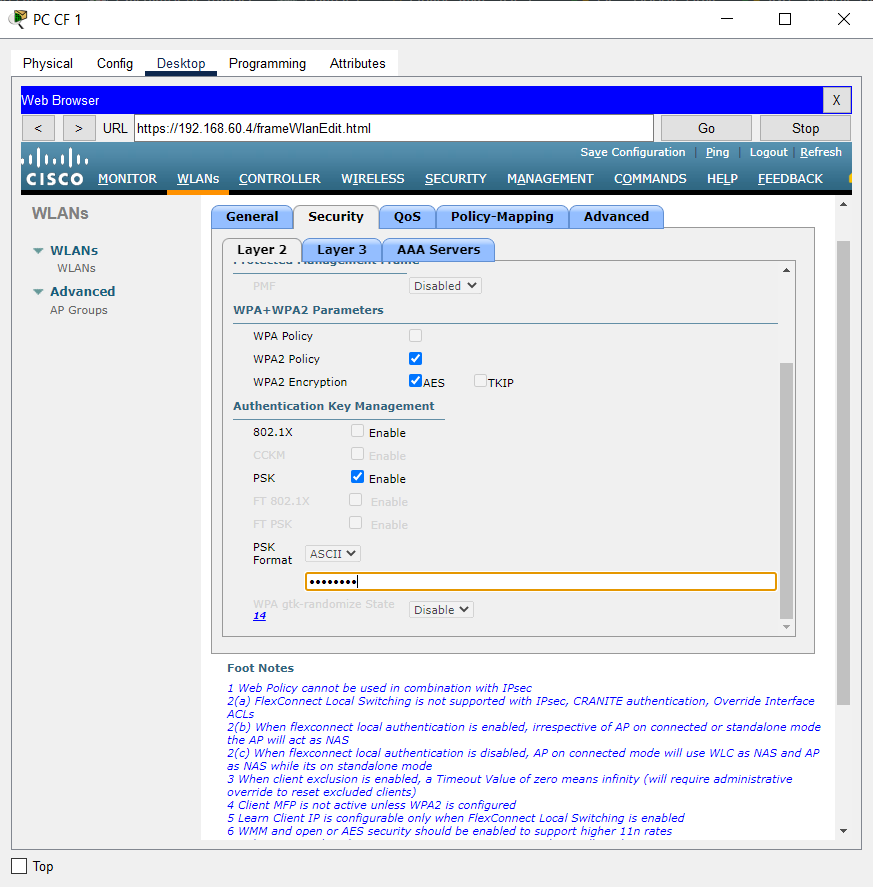 PC CF 1
Physical Config Desktop Programming Attributes
Web Browser X
< > URL https://192.168.60.4/frameWlanEdit.html Go Stop
Save Configuration | Ping | Logout | Refresh
CISCO MONITOR WLANs CONTROLLER WIRELESS SECURITY MANAGEMENT COMMANDS HELP FEEDBACK
WLANs
WLANs
WLANs
Advanced
AP Groups
General Security QoS Policy-Mapping Advanced
Layer 2 Layer 3 AAA Servers
Protected Management Frame
PMF Disabled
WPA+WPA2 Parameters
WPA Policy
WPA2 Policy
WPA2 Encryption AES TKIP
Authentication Key Management
802.1X Enable
CCKM Enable
PSK Enable
FT 802.1X Enable
FT PSK Enable
PSK
Format ASCII
••••••••
WPA gtk-randomize State Disable
14
Foot Notes
1 Web Policy cannot be used in combination with IPsec
2(a) FlexConnect Local Switching is not supported with IPsec, CRANITE authentication, Override Interface
ACLs
2(b) When flexconnect local authentication is enabled, irrespective of AP on connected or standalone mode
the AP will act as NAS
2(c) When flexconnect local authentication is disabled, AP on connected mode will use WLC as NAS and AP
as NAS while its on standalone mode
3 When client exclusion is enabled, a Timeout Value of zero means infinity (will require administrative
override to reset excluded clients)
4 Client MFP is not active unless WPA2 is configured
5 Learn Client IP is configurable only when FlexConnect Local Switching is enabled
6 WMM and open or AES security should be enabled to support higher 11n rates
Top